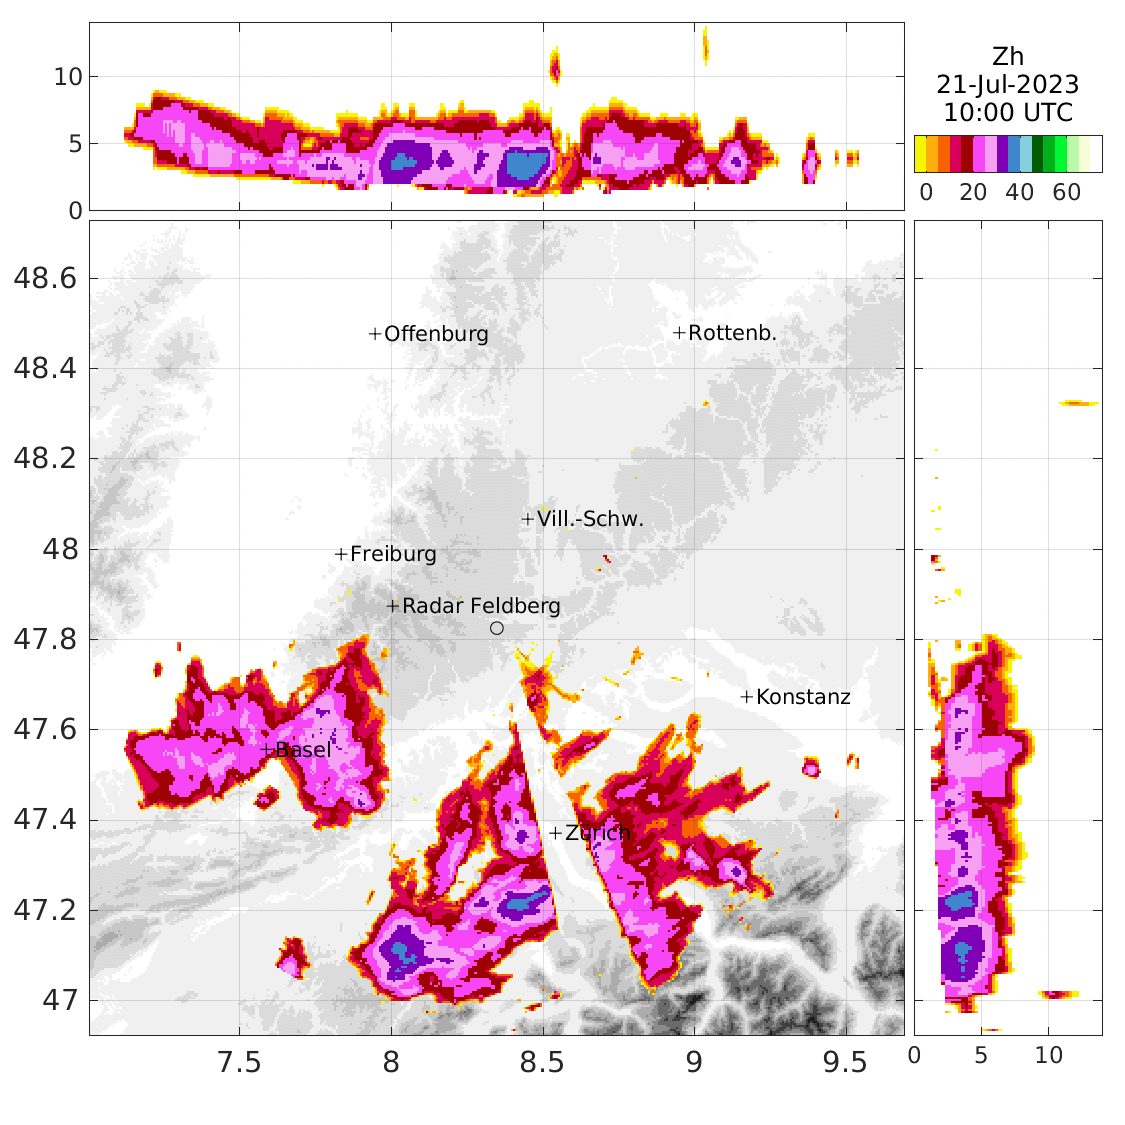 10
5
0
Zh
21-Jul-2023
10:00 UTC
0 20 40 60
48.6
48.4
48.2
48
47.8
47.6
47.4
47.2
47
Offenburg
Rottenb.
Vill.-Schw.
Freiburg
Radar Feldberg
Konstanz
Basel
Zürich
7.5 8 8.5 9 9.5
0 5 10